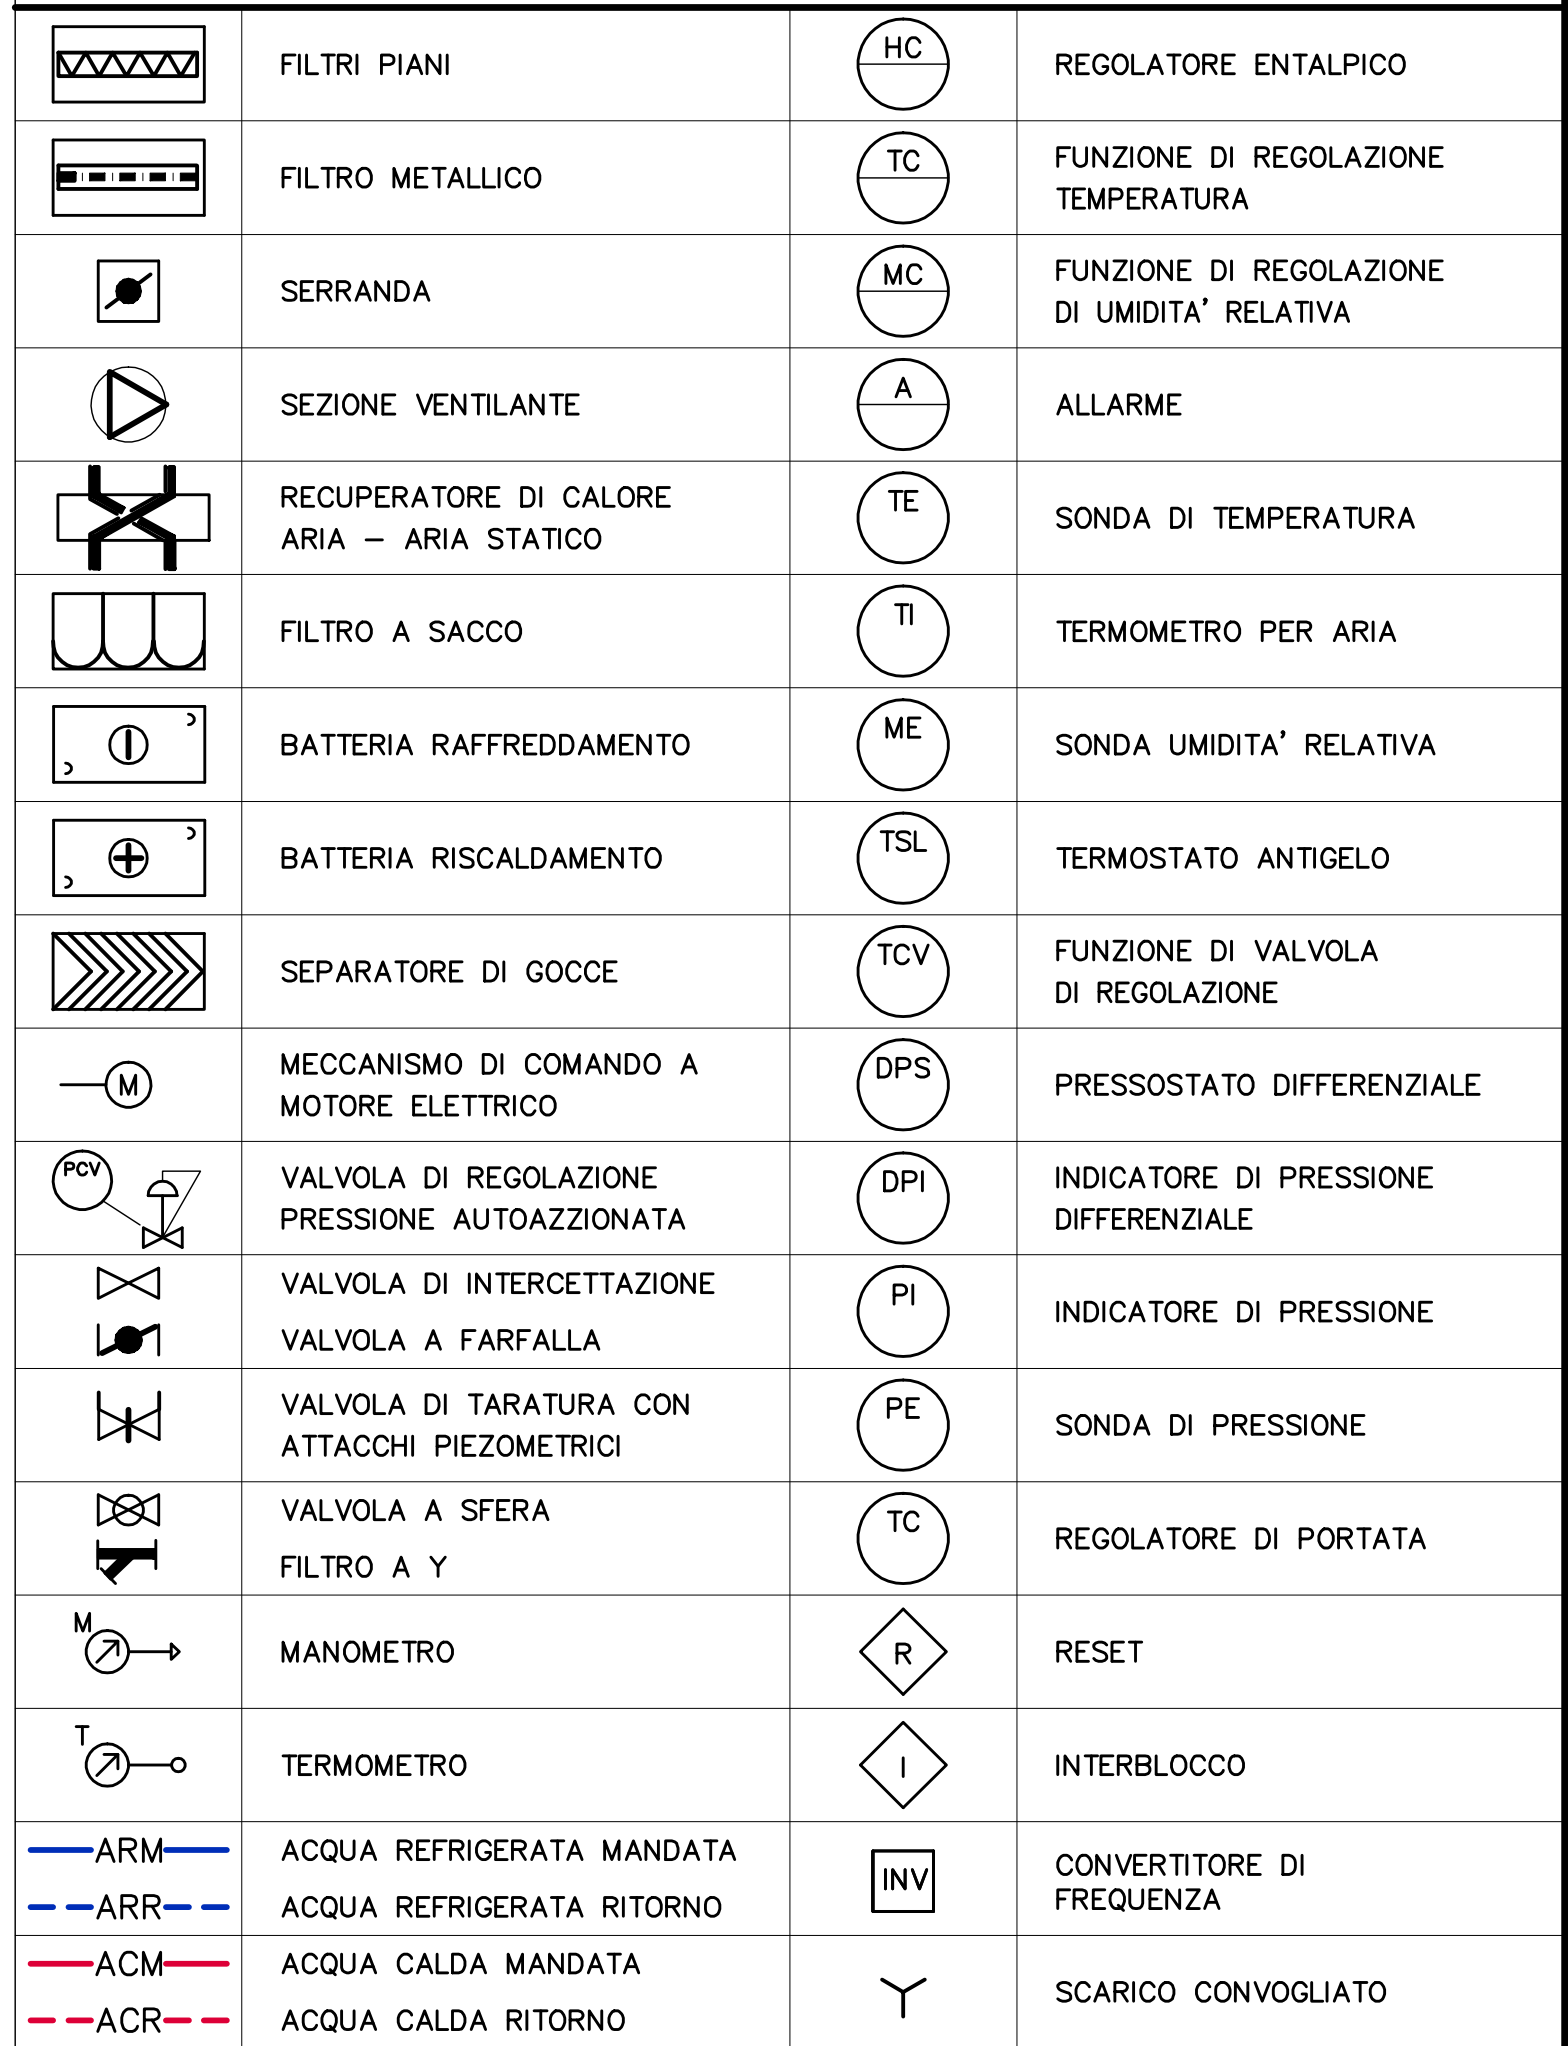 FILTRI PIANI
HC
REGOLATORE ENTALPICO
FILTRO METALLICO
TC
FUNZIONE DI REGOLAZIONE
TEMPERATURA
SERRANDA
MC
FUNZIONE DI REGOLAZIONE
DI UMIDITA' RELATIVA
SEZIONE VENTILANTE
A
ALLARME
RECUPERATORE DI CALORE
ARIA – ARIA STATICO
TE
SONDA DI TEMPERATURA
FILTRO A SACCO
TI
TERMOMETRO PER ARIA
BATTERIA RAFFREDDAMENTO
ME
SONDA UMIDITA' RELATIVA
BATTERIA RISCALDAMENTO
TSL
TERMOSTATO ANTIGELO
SEPARATORE DI GOCCE
TCV
FUNZIONE DI VALVOLA
DI REGOLAZIONE
M
MECCANISMO DI COMANDO A
MOTORE ELETTRICO
DPS
PRESSOSTATO DIFFERENZIALE
PCV
VALVOLA DI REGOLAZIONE
PRESSIONE AUTOAZZIONATA
DPI
INDICATORE DI PRESSIONE
DIFFERENZIALE
VALVOLA DI INTERCETTAZIONE
VALVOLA A FARFALLA
PI
INDICATORE DI PRESSIONE
VALVOLA DI TARATURA CON
ATTACCHI PIEZOMETRICI
PE
SONDA DI PRESSIONE
VALVOLA A SFERA
FILTRO A Y
TC
REGOLATORE DI PORTATA
M
MANOMETRO
R
RESET
T
TERMOMETRO
I
INTERBLOCCO
ARM
ACQUA REFRIGERATA MANDATA
ARR
ACQUA REFRIGERATA RITORNO
INV
CONVERTITORE DI
FREQUENZA
ACM
ACQUA CALDA MANDATA
ACR
ACQUA CALDA RITORNO
SCARICO CONVOGLIATO